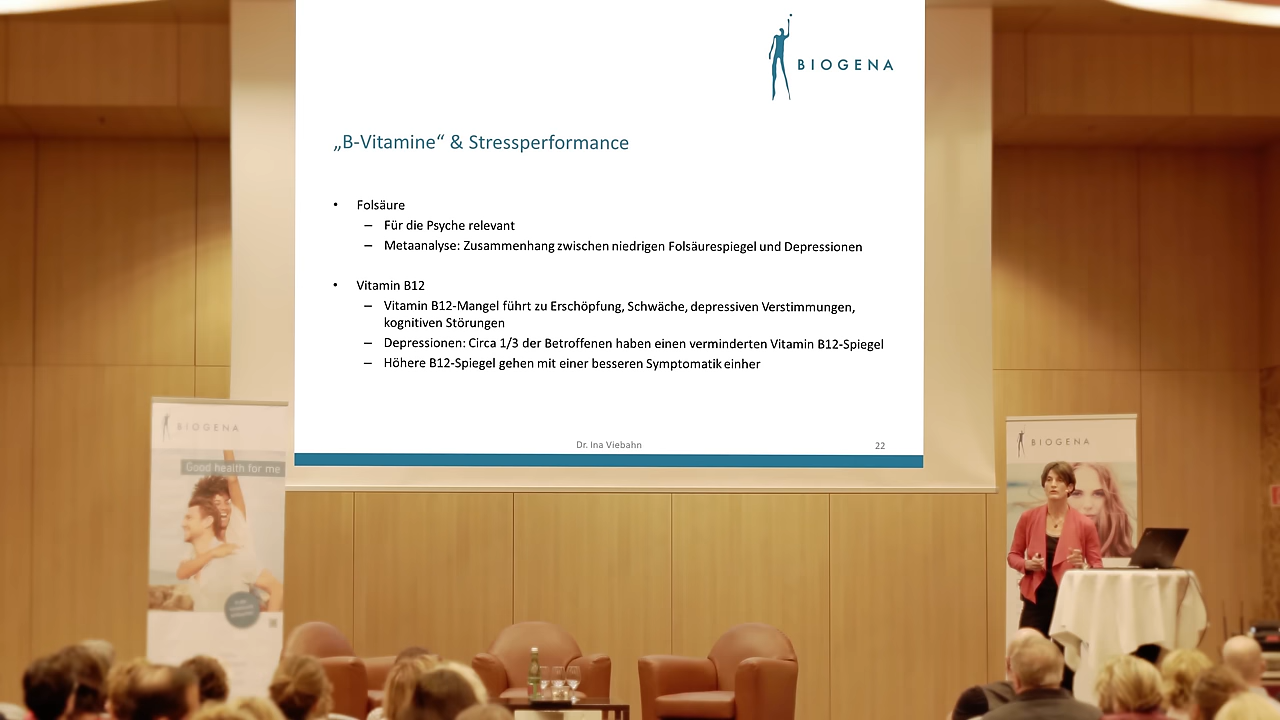 BIOGENA
„B-Vitamine“ & Stressperformance
• Folsäure
– Für die Psyche relevant
– Metaanalyse: Zusammenhang zwischen niedrigen Folsäurespiegel und Depressionen
• Vitamin B12
– Vitamin B12-Mangel führt zu Erschöpfung, Schwäche, depressiven Verstimmungen,
kognitiven Störungen
– Depressionen: Circa 1/3 der Betroffenen haben einen verminderten Vitamin B12-Spiegel
– Höhere B12-Spiegel gehen mit einer besseren Symptomatik einher
Dr. Ina Viebahn
22
BIOGENA
Good health for me
BIOGENA